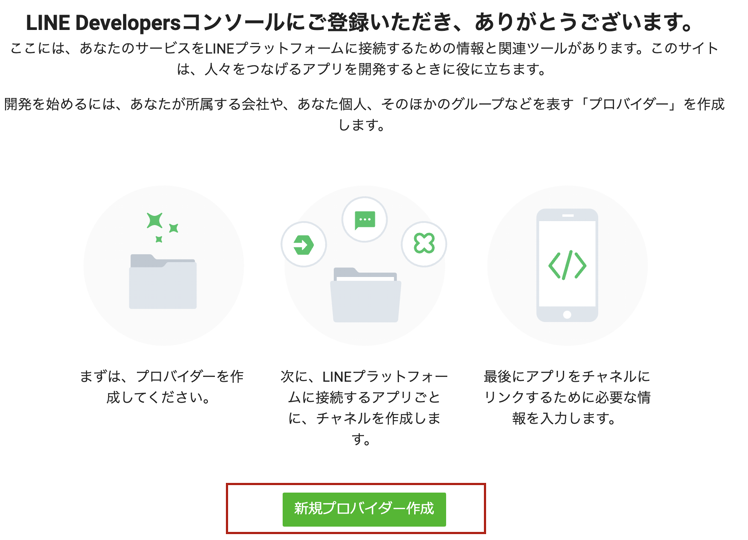 LINE Developersコンソールにご登録いただき、ありがとうございます。
ここには、あなたのサービスをLINEプラットフォームに接続するための情報と関連ツールがあります。このサイト
は、人々をつなげるアプリを開発するときに役に立ちます。
開発を始めるには、あなたが所属する会社や、あなた個人、そのほかのグループなどを表す「プロバイダー」を作成
します。
まずは、プロバイダーを作
成してください。
次に、LINEプラットフォー
ムに接続するアプリごと
に、チャネルを作成しま
す。
最後にアプリをチャネルに
リンクするために必要な情
報を入力します。
新規プロバイダー作成